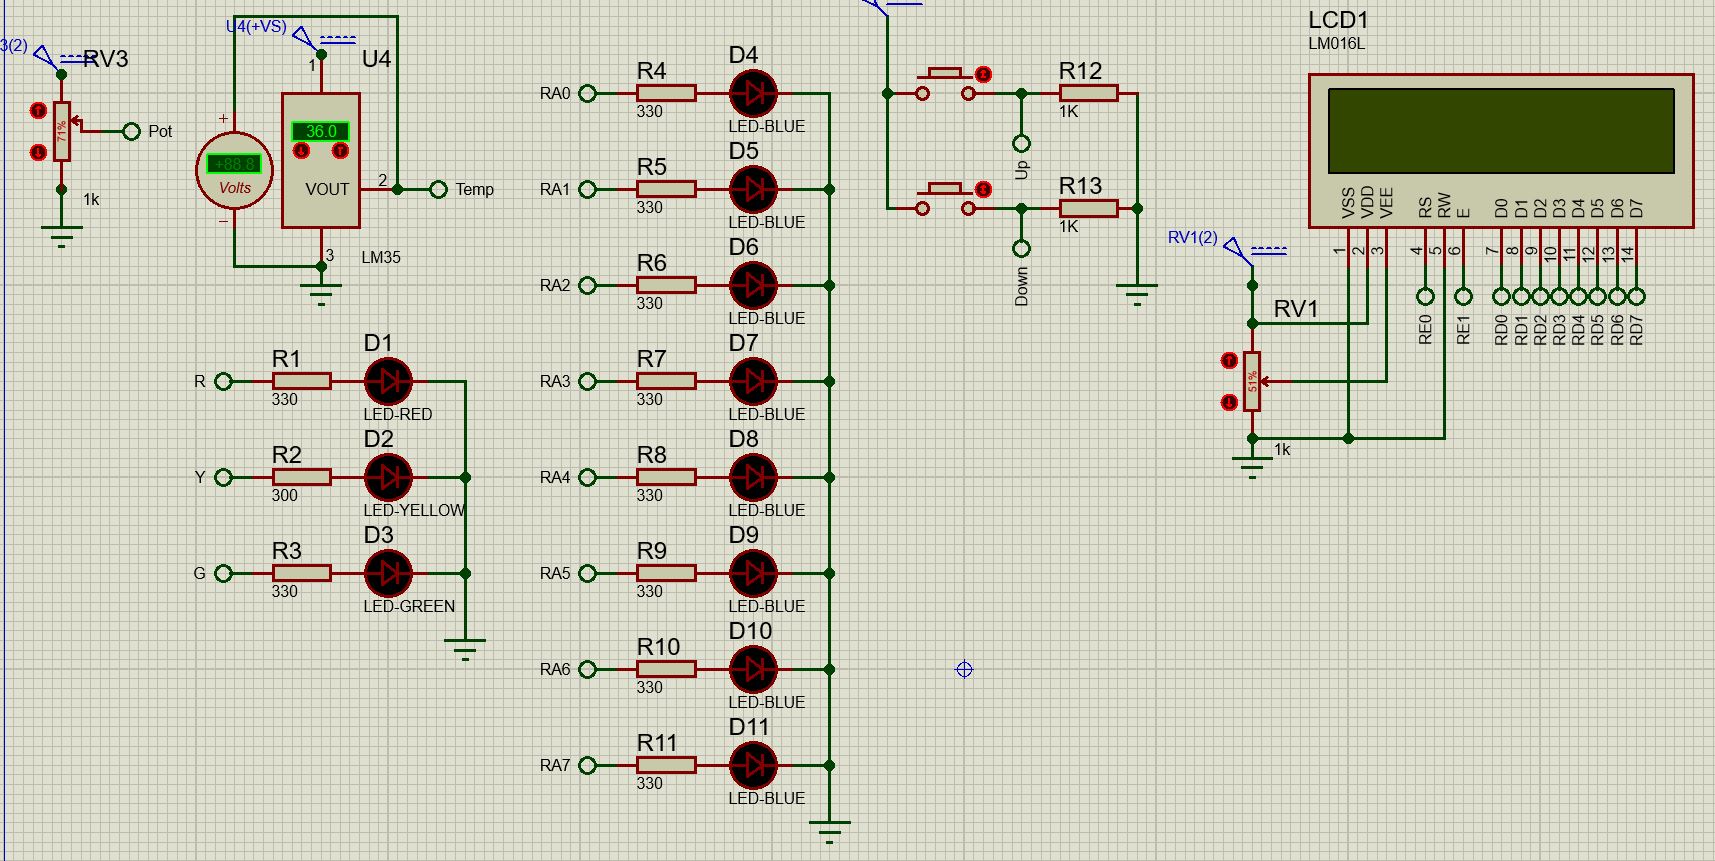 3(2)
RV3
71%
Pot
1k
U4(+VS)
U4
1
36.0
+88.8
Volts
+
−
VOUT
2
Temp
3
LM35
R
R1
330
D1
LED-RED
Y
R2
300
D2
LED-YELLOW
G
R3
330
D3
LED-GREEN
RA0
R4
330
D4
LED-BLUE
RA1
R5
330
D5
LED-BLUE
RA2
R6
330
D6
LED-BLUE
RA3
R7
330
D7
LED-BLUE
RA4
R8
330
D8
LED-BLUE
RA5
R9
330
D9
LED-BLUE
RA6
R10
330
D10
LED-BLUE
RA7
R11
330
D11
LED-BLUE
R12
1K
Up
R13
1K
Down
LCD1
LM016L
VSS VDD VEE RS RW E D0 D1 D2 D3 D4 D5 D6 D7
1 2 3 4 5 6 7 8 9 10 11 12 13 14
RE0 RE1 RD0 RD1 RD2 RD3 RD4 RD5 RD6 RD7
RV1(2)
RV1
51%
1k